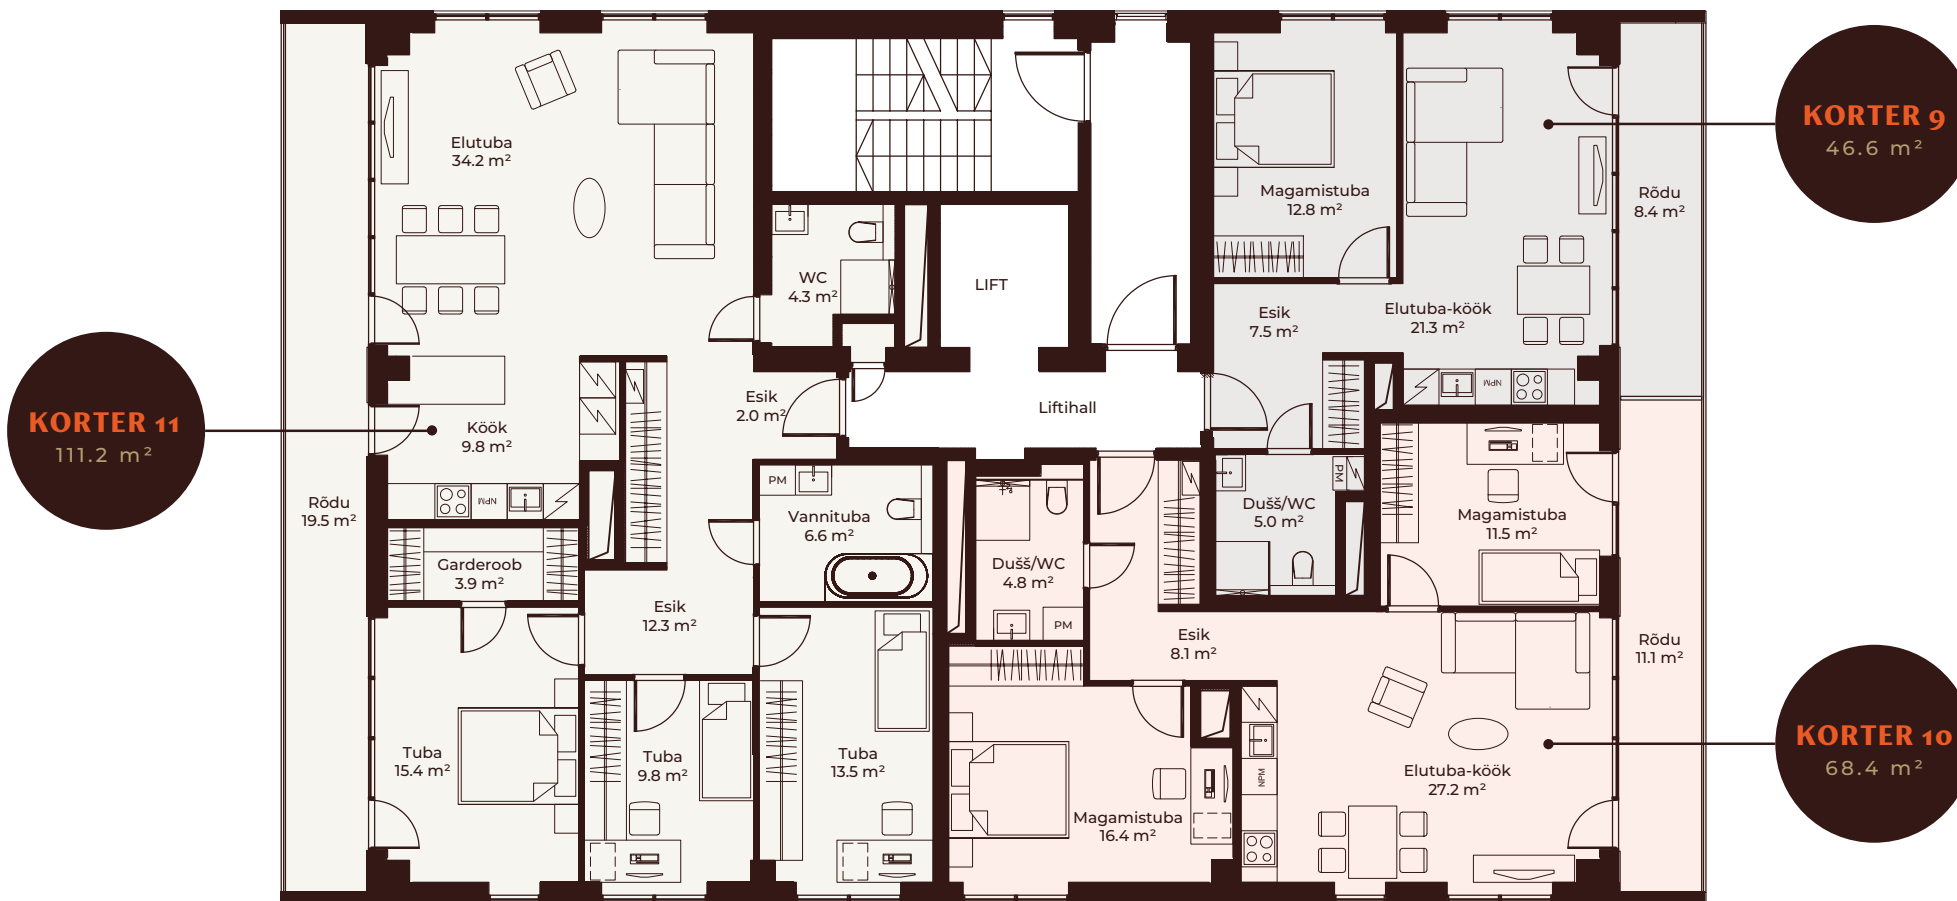 KORTER 11
111.2 m²
Rõdu
19.5 m²
Elutuba
34.2 m²
Köök
9.8 m²
NPM
Garderoob
3.9 m²
Tuba
15.4 m²
Esik
12.3 m²
Tuba
9.8 m²
Tuba
13.5 m²
PM
Vannituba
6.6 m²
Esik
2.0 m²
WC
4.3 m²
LIFT
Liftihall
Magamistuba
12.8 m²
Esik
7.5 m²
Elutuba-köök
21.3 m²
NPM
Rõdu
8.4 m²
KORTER 9
46.6 m²
PM
Dušš/WC
5.0 m²
Dušš/WC
4.8 m²
PM
Esik
8.1 m²
Magamistuba
11.5 m²
Magamistuba
16.4 m²
NPM
Elutuba-köök
27.2 m²
Rõdu
11.1 m²
KORTER 10
68.4 m²